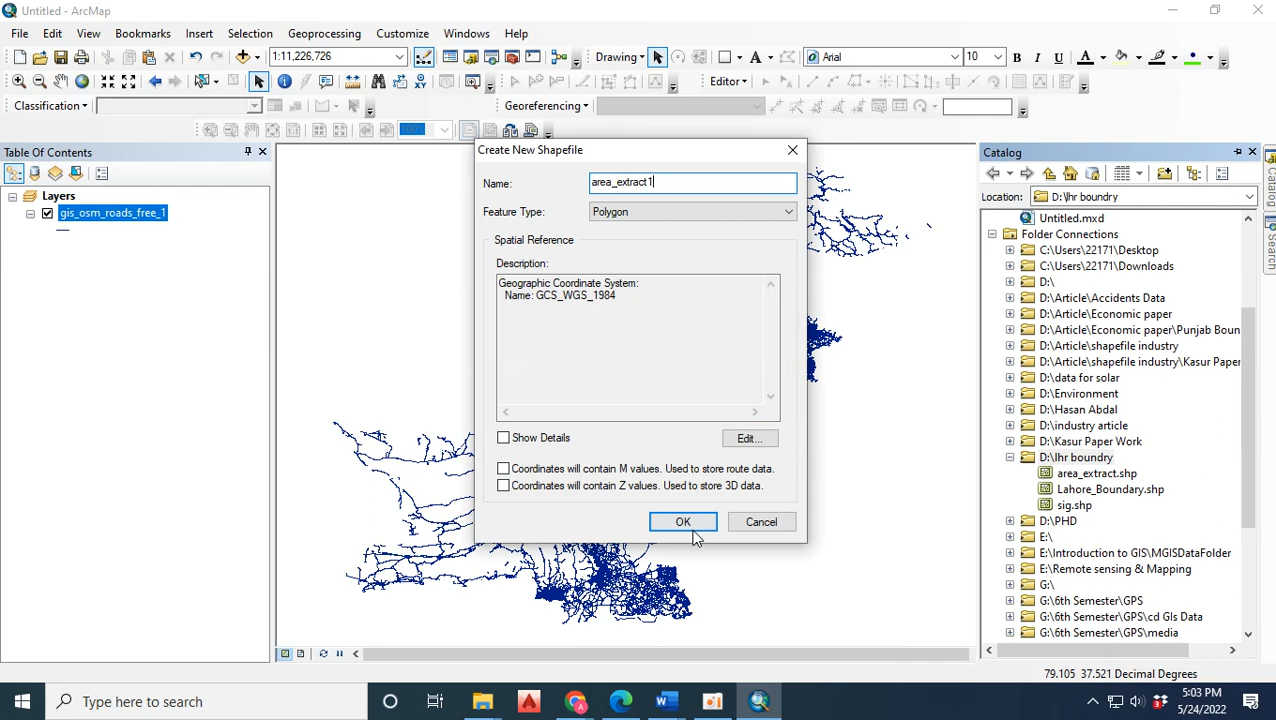 Untitled - ArcMap
File Edit View Bookmarks Insert Selection Geoprocessing Customize Windows Help
1:11,226,726
Drawing
Arial
10
B I U A
Editor
Classification
Georeferencing
100%
Table Of Contents
Layers
gis_osm_roads_free_1
Create New Shapefile
Name:
area_extract1
Feature Type:
Polygon
Spatial Reference
Description:
Geographic Coordinate System:
Name: GCS_WGS_1984
Show Details
Edit...
Coordinates will contain M values. Used to store route data.
Coordinates will contain Z values. Used to store 3D data.
OK
Cancel
Catalog
Location:
D:\lhr boundry
Untitled.mxd
Folder Connections
C:\Users\22171\Desktop
C:\Users\22171\Downloads
D:\
D:\Article\Accidents Data
D:\Article\Economic paper
D:\Article\Economic paper\Punjab Boun
D:\Article\shapefile industry
D:\Article\shapefile industry\Kasur Paper
D:\data for solar
D:\Environment
D:\Hasan Abdal
D:\industry article
D:\Kasur Paper Work
D:\lhr boundry
area_extract.shp
Lahore_Boundary.shp
sig.shp
D:\PHD
E:\
E:\Introduction to GIS\MGISDataFolder
E:\Remote sensing & Mapping
G:\
G:\6th Semester\GPS
G:\6th Semester\GPS\cd GIs Data
G:\6th Semester\GPS\media
Catalog
Search
79.105 37.521 Decimal Degrees
Type here to search
5:03 PM
5/24/2022